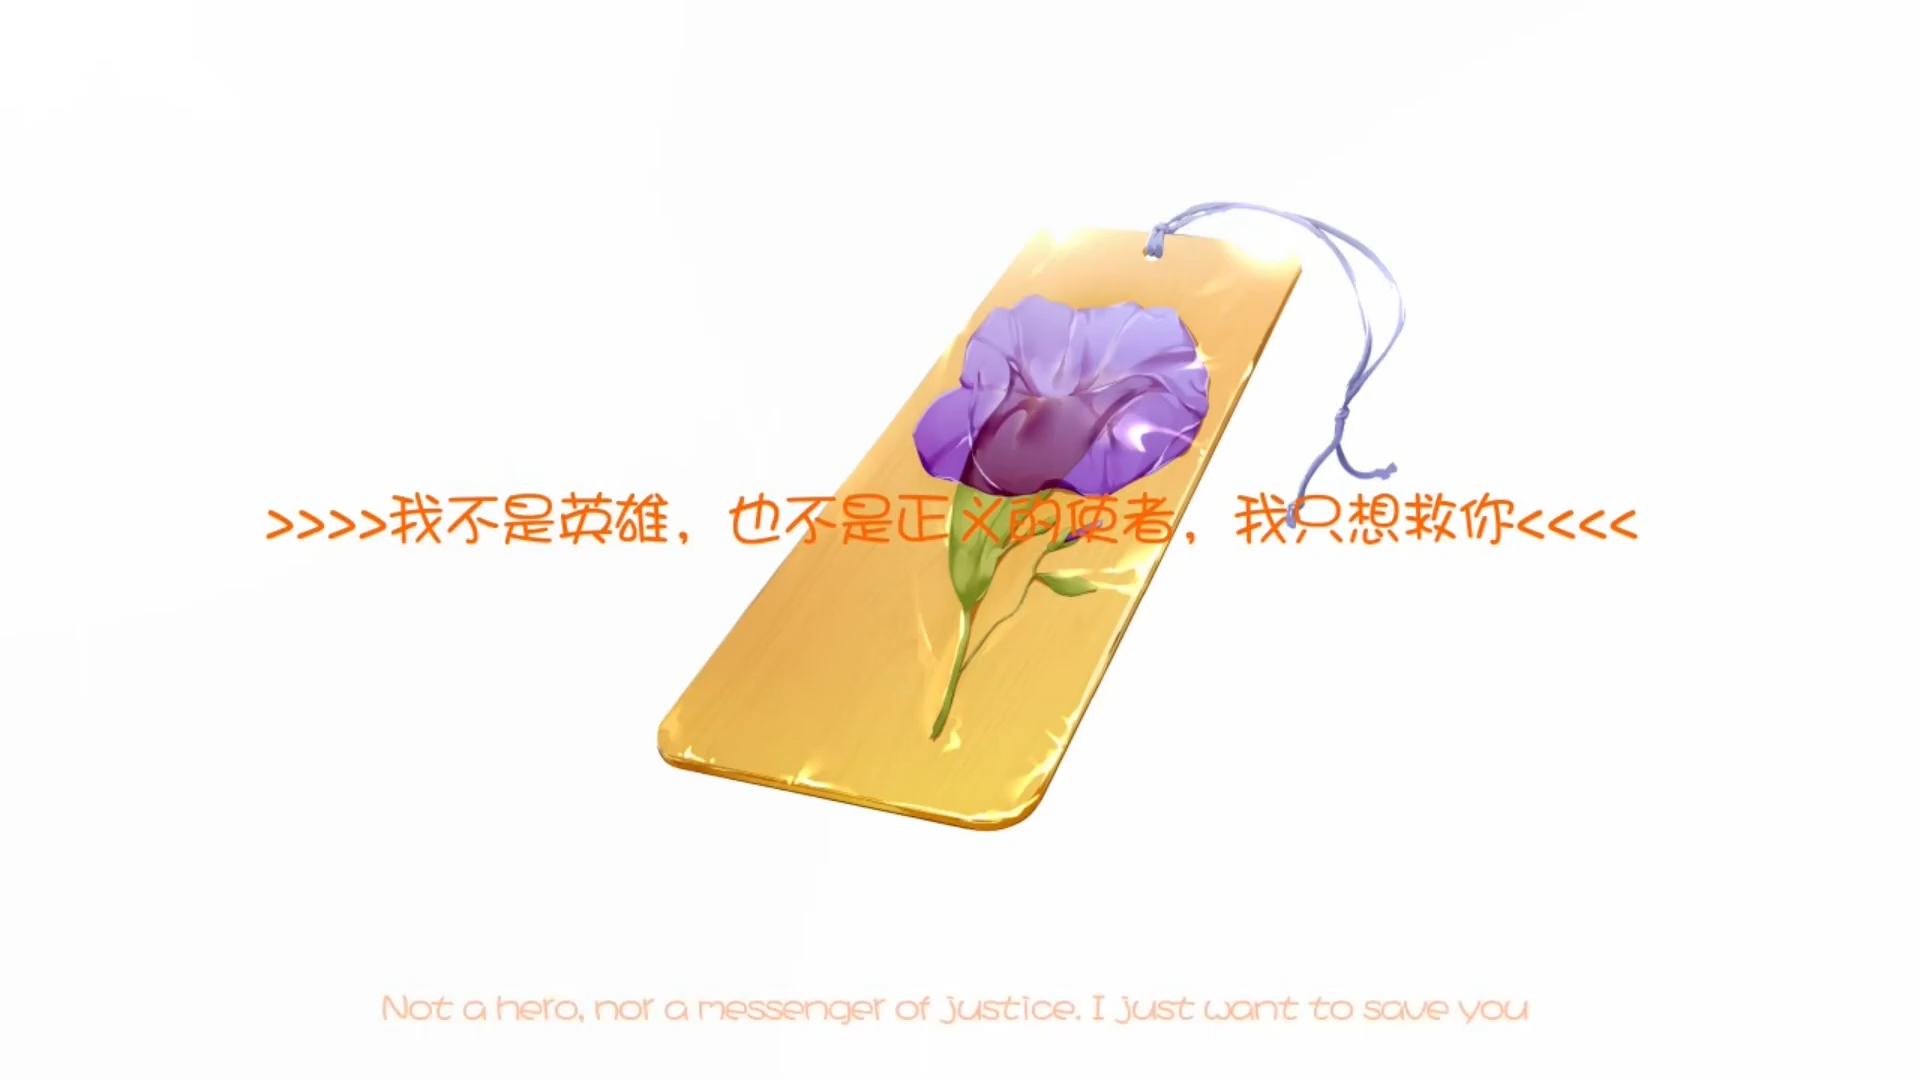 >>>>我不是英雄，也不是正义的使者，我只想救你<<<<
Not a hero, nor a messenger of justice. I just want to save you